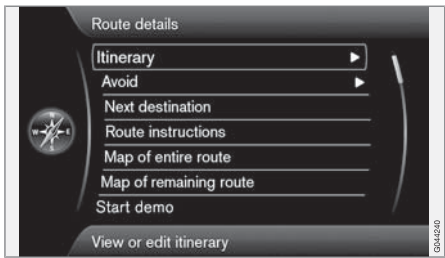 Route details
Itinerary
Avoid
Next destination
Route instructions
Map of entire route
Map of remaining route
Start demo
View or edit itinerary
W
E
S
G044240